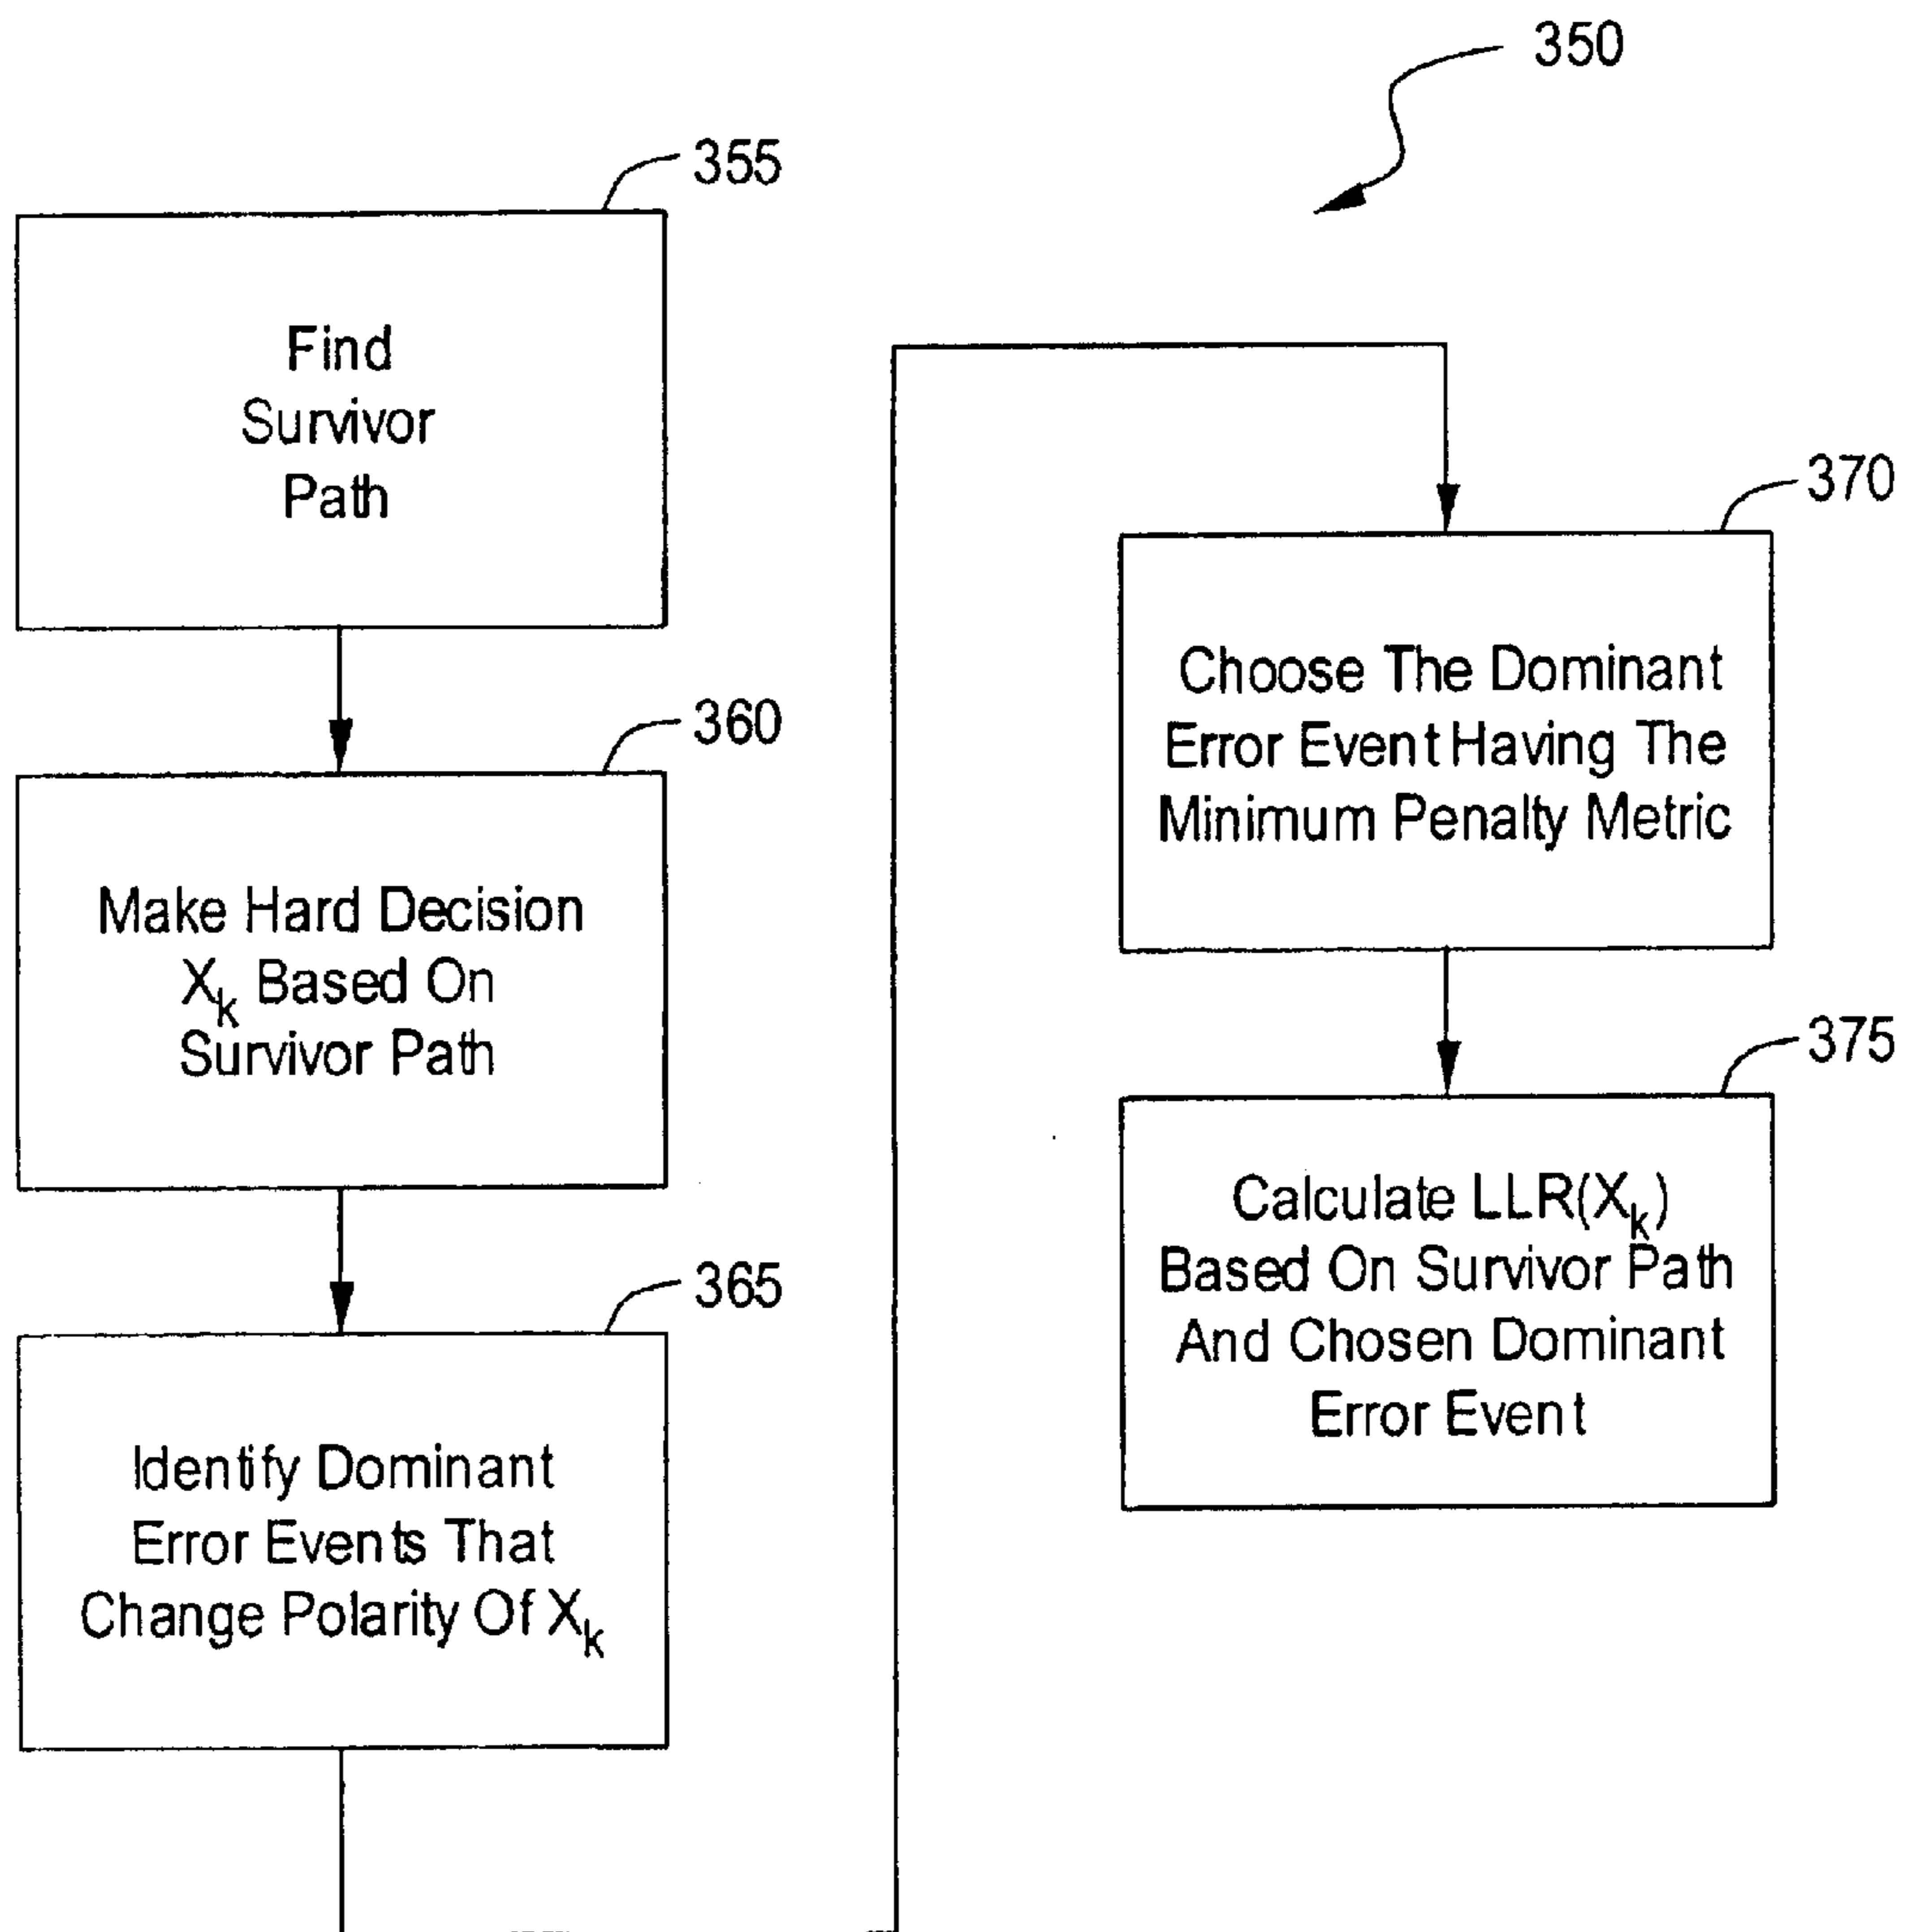 350
355
Find
Survivor
Path
360
Make Hard Decision
Xk Based On
Survivor Path
365
Identify Dominant
Error Events That
Change Polarity Of Xk
370
Choose The Dominant
Error Event Having The
Minimum Penalty Metric
375
Calculate LLR(Xk)
Based On Survivor Path
And Chosen Dominant
Error Event